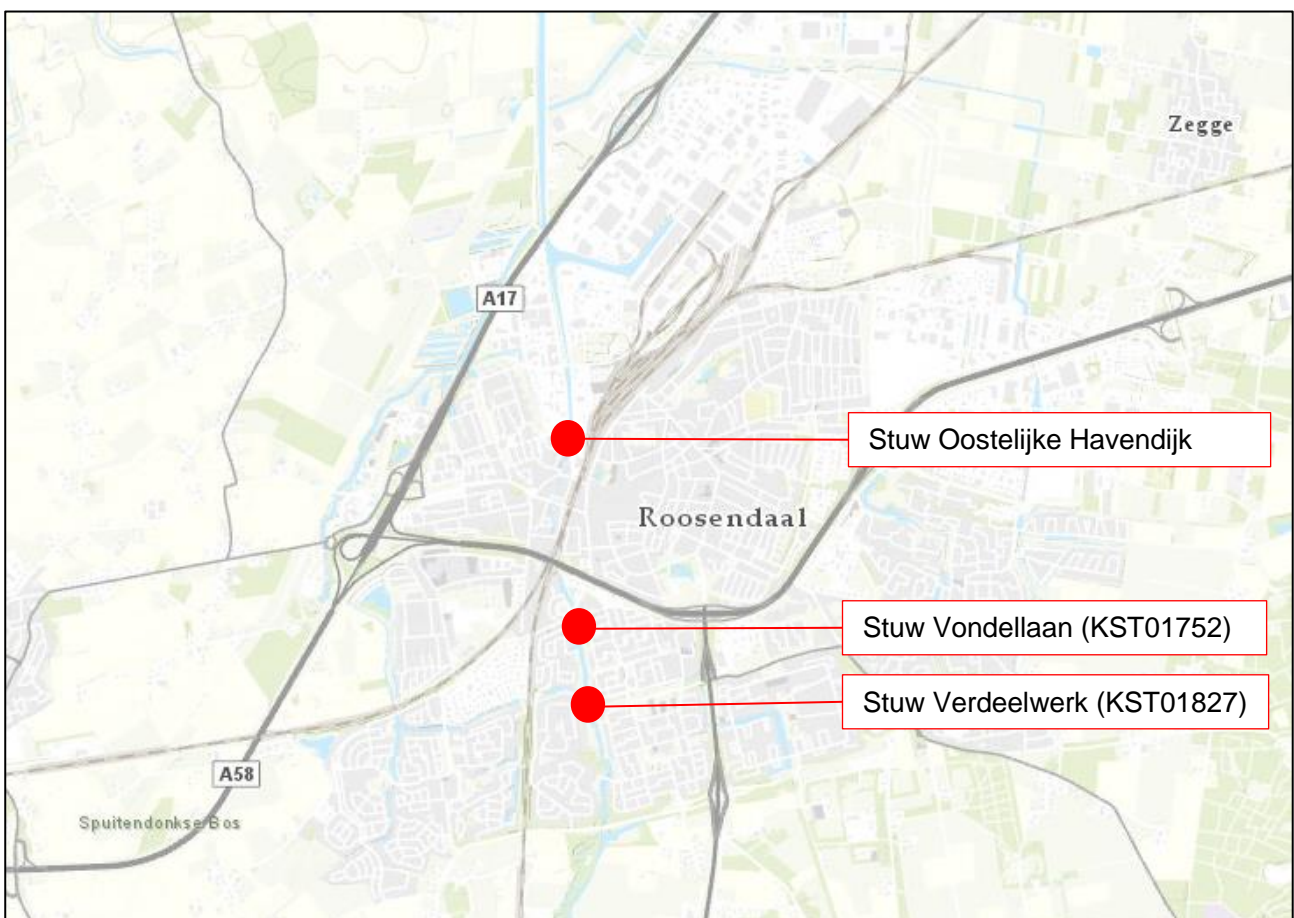 Zegge
A17
Stuw Oostelijke Havendijk
Roosendaal
Stuw Vondellaan (KST01752)
Stuw Verdeelwerk (KST01827)
A58
Spuitendonkse Bos